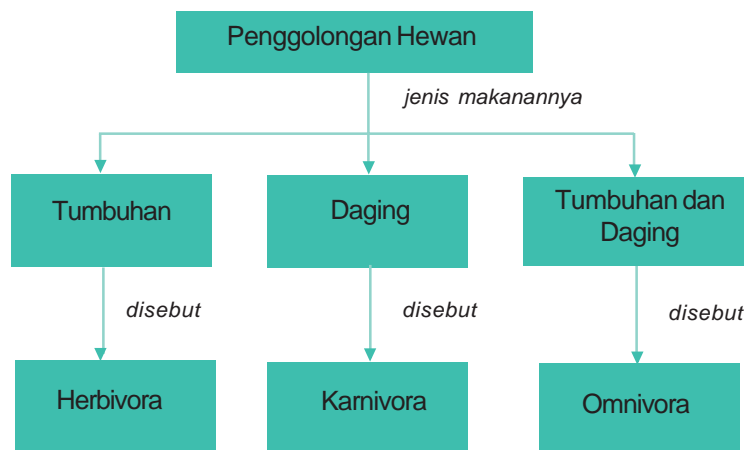 Penggolongan Hewan
jenis makanannya
Tumbuhan
Daging
Tumbuhan dan
Daging
disebut
disebut
disebut
Herbivora
Karnivora
Omnivora